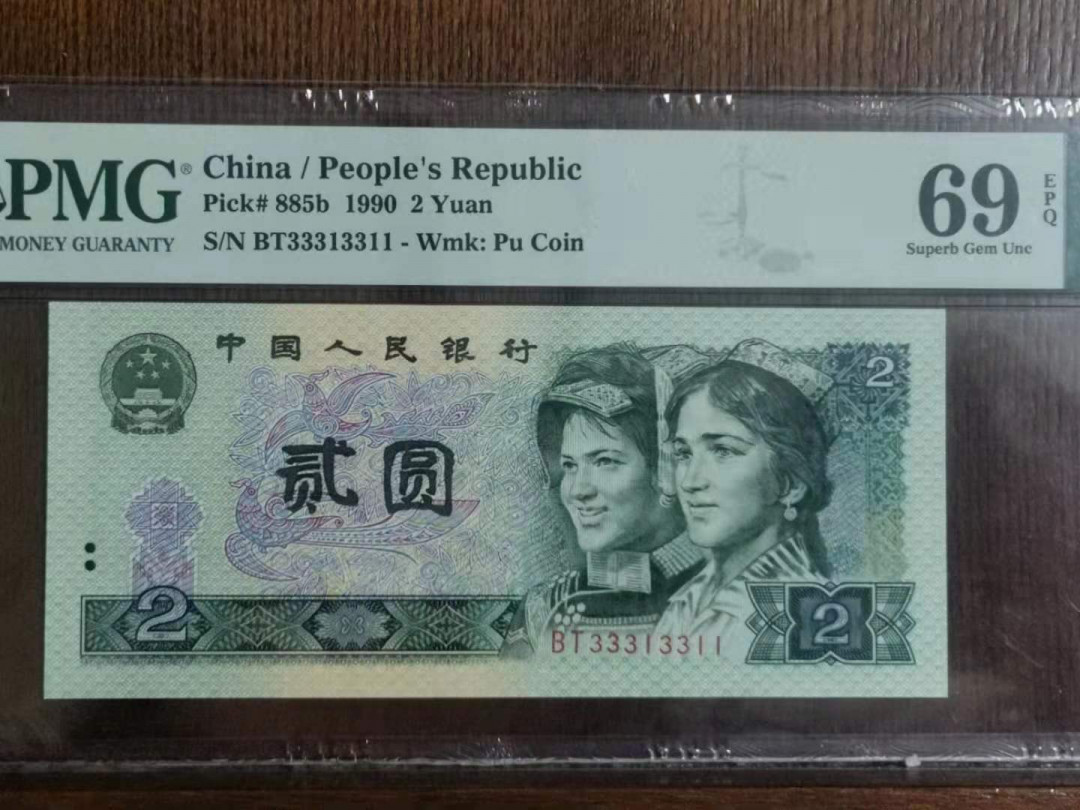 PMG®
MONEY GUARANTY
China / People's Republic
Pick# 885b 1990 2 Yuan
S/N BT33313311 - Wmk: Pu Coin
69
EPQ
Superb Gem Unc
中国人民银行
2
贰圆
2
2
BT33313311